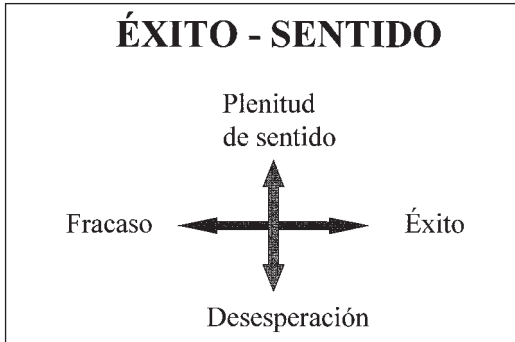 ÉXITO - SENTIDO
Plenitud
de sentido
Fracaso
Éxito
Desesperación